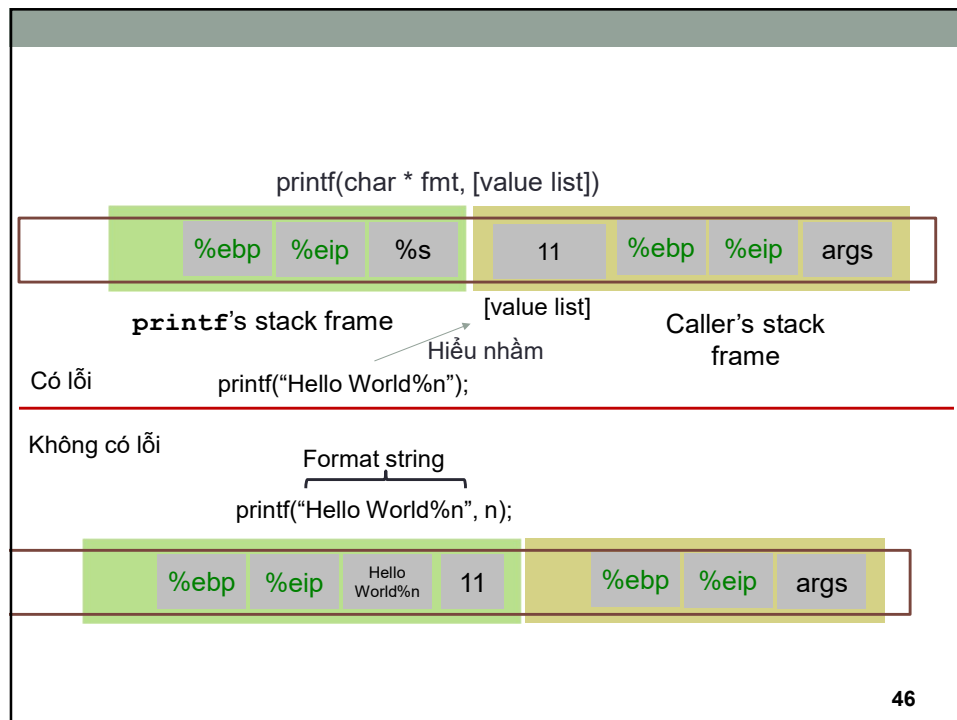 printf(char * fmt, [value list])
%ebp %eip %s 11 %ebp %eip args
printf's stack frame
[value list]
Caller's stack
frame
Hiểu nhầm
Có lỗi
printf(“Hello World%n”);
Không có lỗi
Format string
printf(“Hello World%n”, n);
%ebp %eip Hello
World%n 11 %ebp %eip args
46